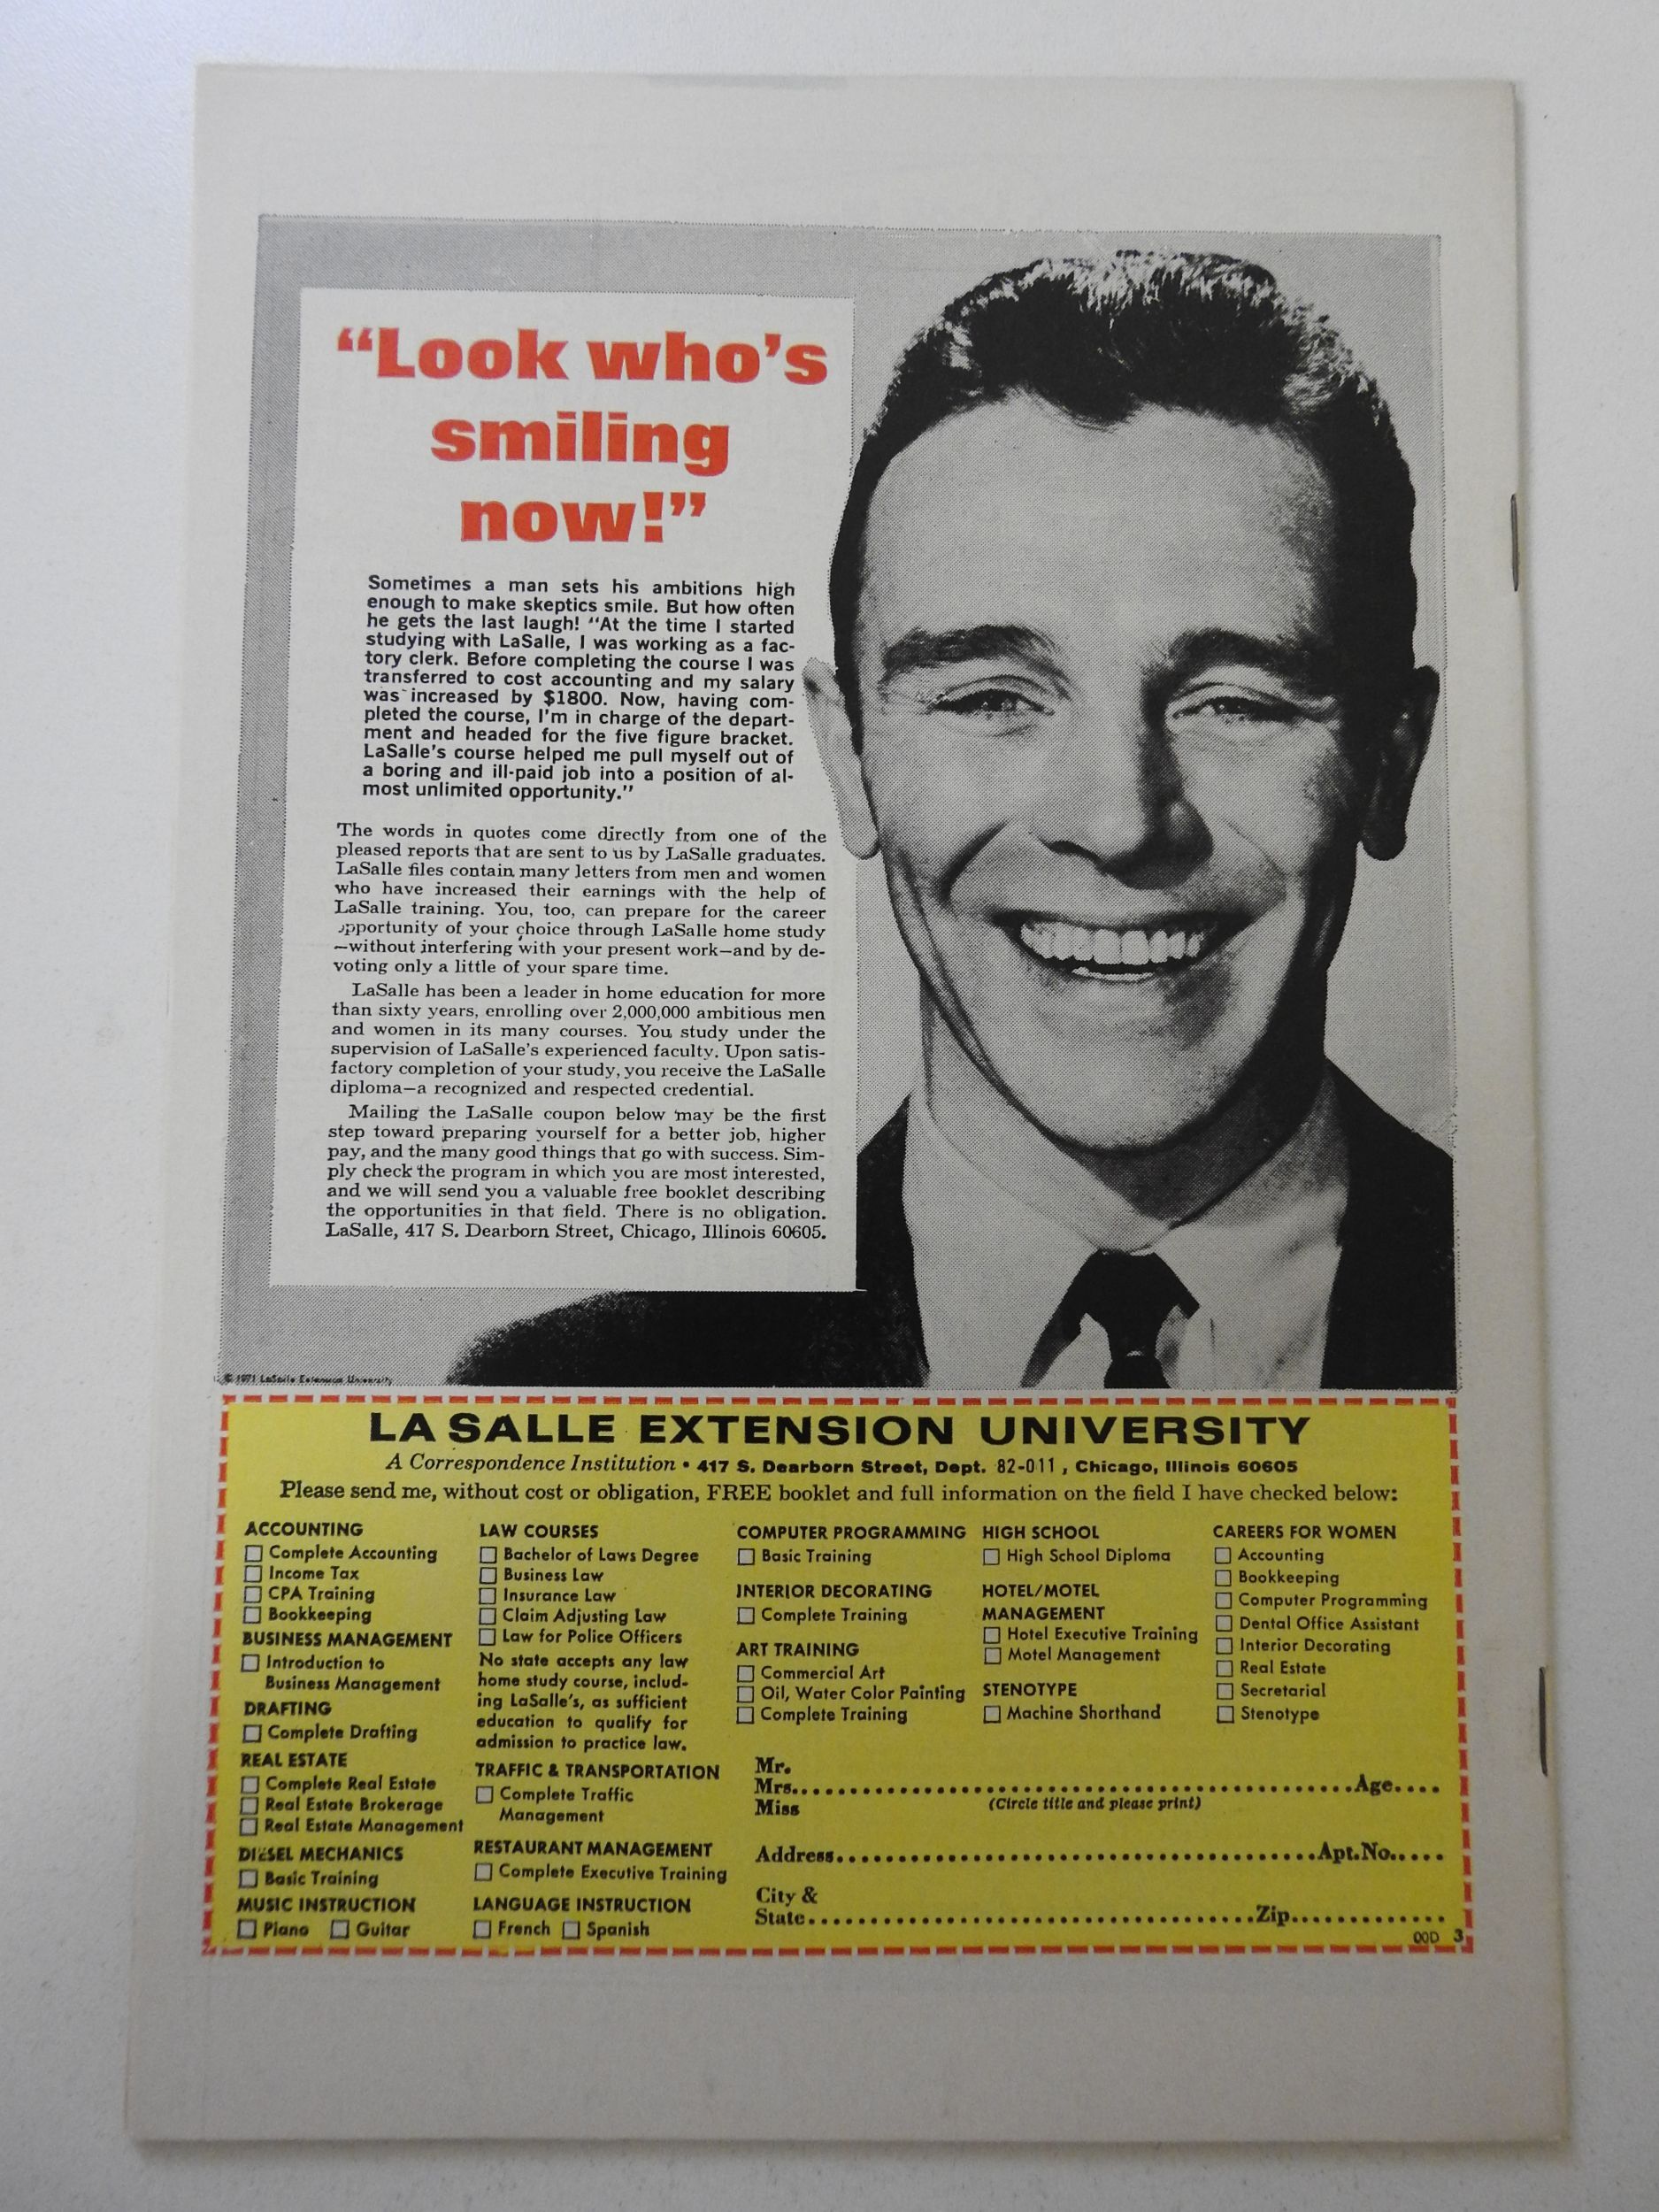 “Look who’s
smiling
now!”
Sometimes a man sets his ambitions high
enough to make skeptics smile. But how often
he gets the last laugh! “At the time I started
studying with LaSalle, I was working as a fac-
tory clerk. Before completing the course I was
transferred to cost accounting and my salary
was increased by $1800. Now, having com-
pleted the course, I’m in charge of the depart-
ment and headed for the five figure bracket.
LaSalle’s course helped me pull myself out of
a boring and ill-paid job into a position of al-
most unlimited opportunity.”
The words in quotes come directly from one of the
pleased reports that are sent to us by LaSalle graduates.
LaSalle files contain many letters from men and women
who have increased their earnings with the help of
LaSalle training. You, too, can prepare for the career
opportunity of your choice through LaSalle home study
—without interfering with your present work—and by de-
voting only a little of your spare time.
LaSalle has been a leader in home education for more
than sixty years, enrolling over 2,000,000 ambitious men
and women in its many courses. You study under the
supervision of LaSalle’s experienced faculty. Upon satis-
factory completion of your study, you receive the LaSalle
diploma—a recognized and respected credential.
Mailing the LaSalle coupon below may be the first
step toward preparing yourself for a better job, higher
pay, and the many good things that go with success. Sim-
ply check the program in which you are most interested,
and we will send you a valuable free booklet describing
the opportunities in that field. There is no obligation.
LaSalle, 417 S. Dearborn Street, Chicago, Illinois 60605.
© 1971 LaSalle Extension University
LA SALLE EXTENSION UNIVERSITY
A Correspondence Institution • 417 S. Dearborn Street, Dept. 82-011, Chicago, Illinois 60605
Please send me, without cost or obligation, FREE booklet and full information on the field I have checked below:
ACCOUNTING
Complete Accounting
Income Tax
CPA Training
Bookkeeping
BUSINESS MANAGEMENT
Introduction to
Business Management
DRAFTING
Complete Drafting
REAL ESTATE
Complete Real Estate
Real Estate Brokerage
Real Estate Management
DIESEL MECHANICS
Basic Training
MUSIC INSTRUCTION
Piano Guitar
LAW COURSES
Bachelor of Laws Degree
Business Law
Insurance Law
Claim Adjusting Law
Law for Police Officers
No state accepts any law
home study course, includ-
ing LaSalle’s, as sufficient
education to qualify for
admission to practice law.
TRAFFIC & TRANSPORTATION
Complete Traffic
Management
RESTAURANT MANAGEMENT
Complete Executive Training
LANGUAGE INSTRUCTION
French Spanish
COMPUTER PROGRAMMING
Basic Training
INTERIOR DECORATING
Complete Training
ART TRAINING
Commercial Art
Oil, Water Color Painting
Complete Training
HIGH SCHOOL
High School Diploma
HOTEL/MOTEL
MANAGEMENT
Hotel Executive Training
Motel Management
STENOTYPE
Machine Shorthand
CAREERS FOR WOMEN
Accounting
Bookkeeping
Computer Programming
Dental Office Assistant
Interior Decorating
Real Estate
Secretarial
Stenotype
Mr.
Mrs. Age
Miss (Circle title and please print)
Address Apt.No.
City &
State Zip
00D 3